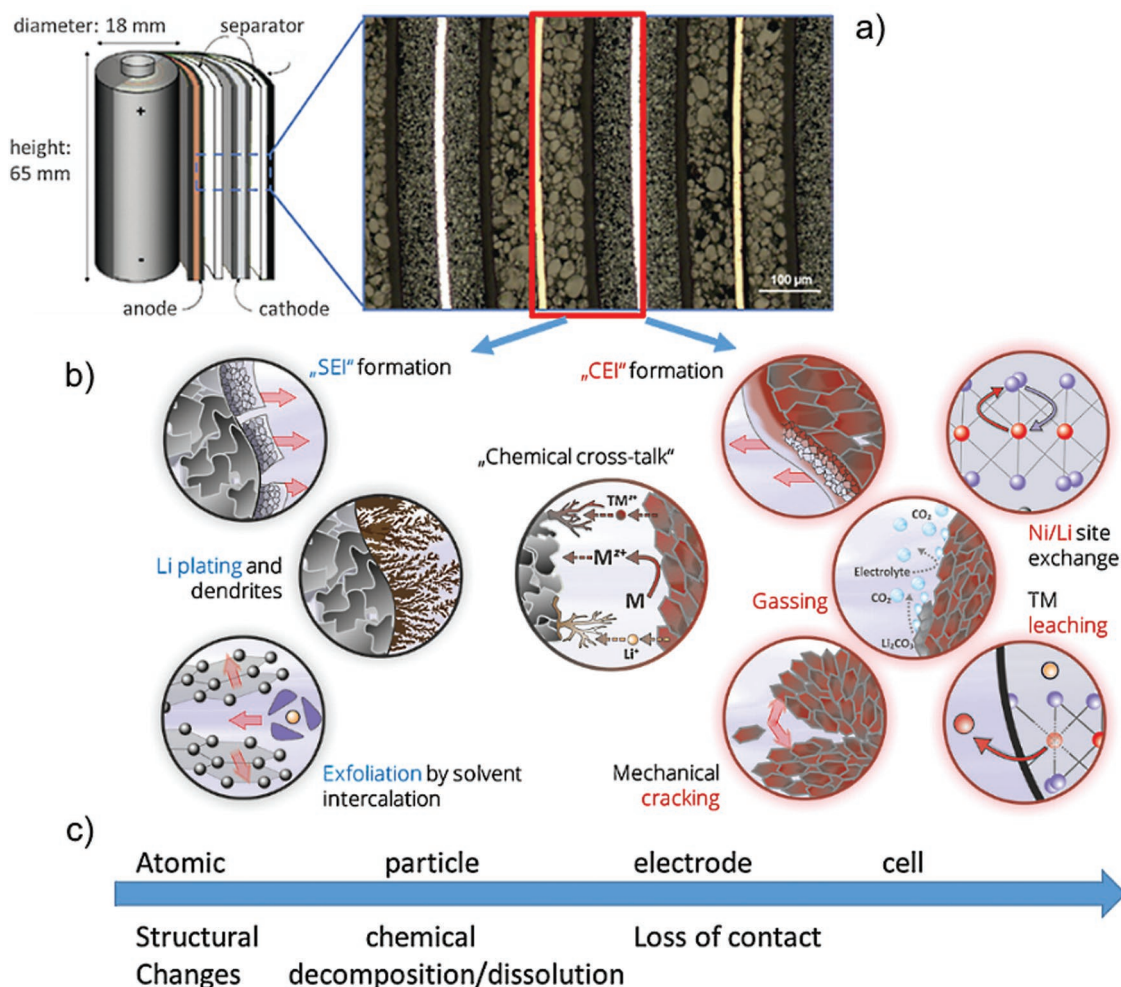 diameter: 18 mm
separator
a)
+
height:
65 mm
-
anode
cathode
100 µm
b)
„SEI“ formation
„CEI“ formation
„Chemical cross-talk“
TMᶻ⁺
Mᶻ⁺
M
Li⁺
Li plating and
dendrites
CO₂
Electrolyte
CO₂
Li₂CO₃
Ni/Li site
exchange
Gassing
TM
leaching
Exfoliation by solvent
intercalation
Mechanical
cracking
c)
Atomic particle electrode cell
Structural chemical Loss of contact
Changes decomposition/dissolution